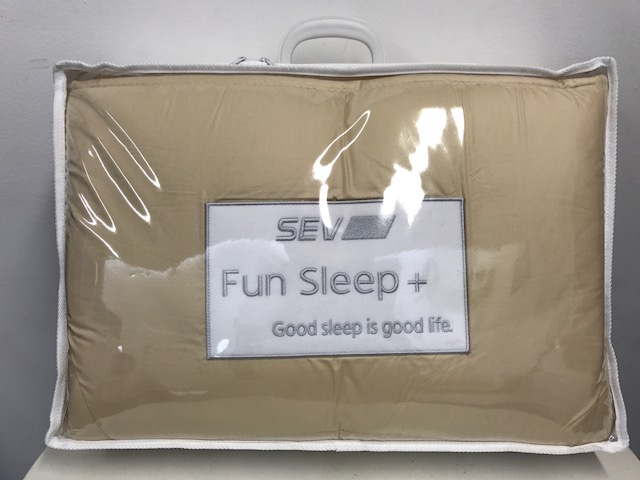 SEV
Fun Sleep +
Good sleep is good life.